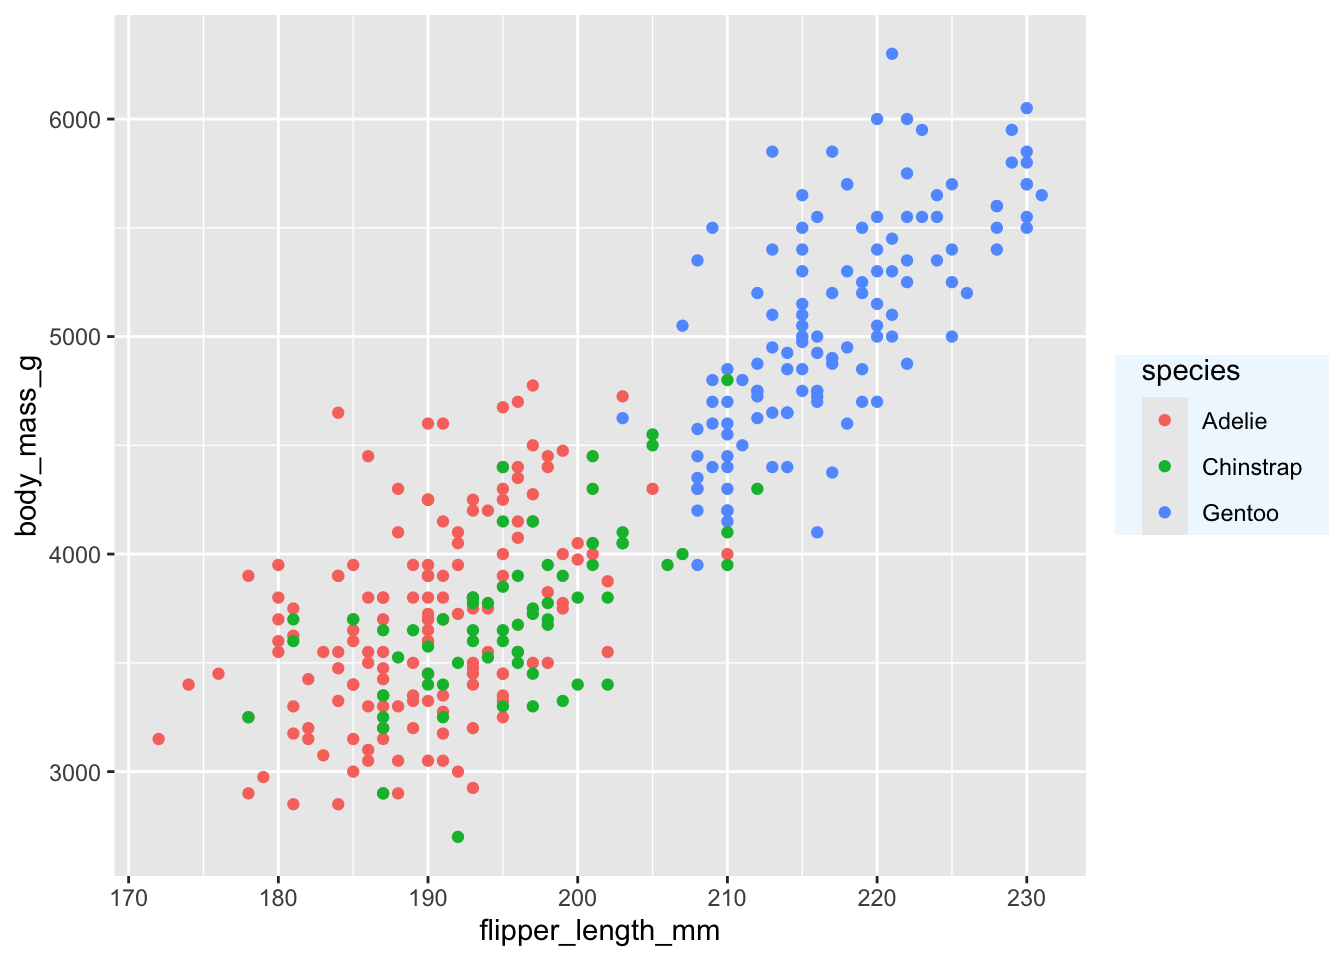 6000
5000
4000
3000
body_mass_g
170 180 190 200 210 220 230
flipper_length_mm
species
Adelie
Chinstrap
Gentoo